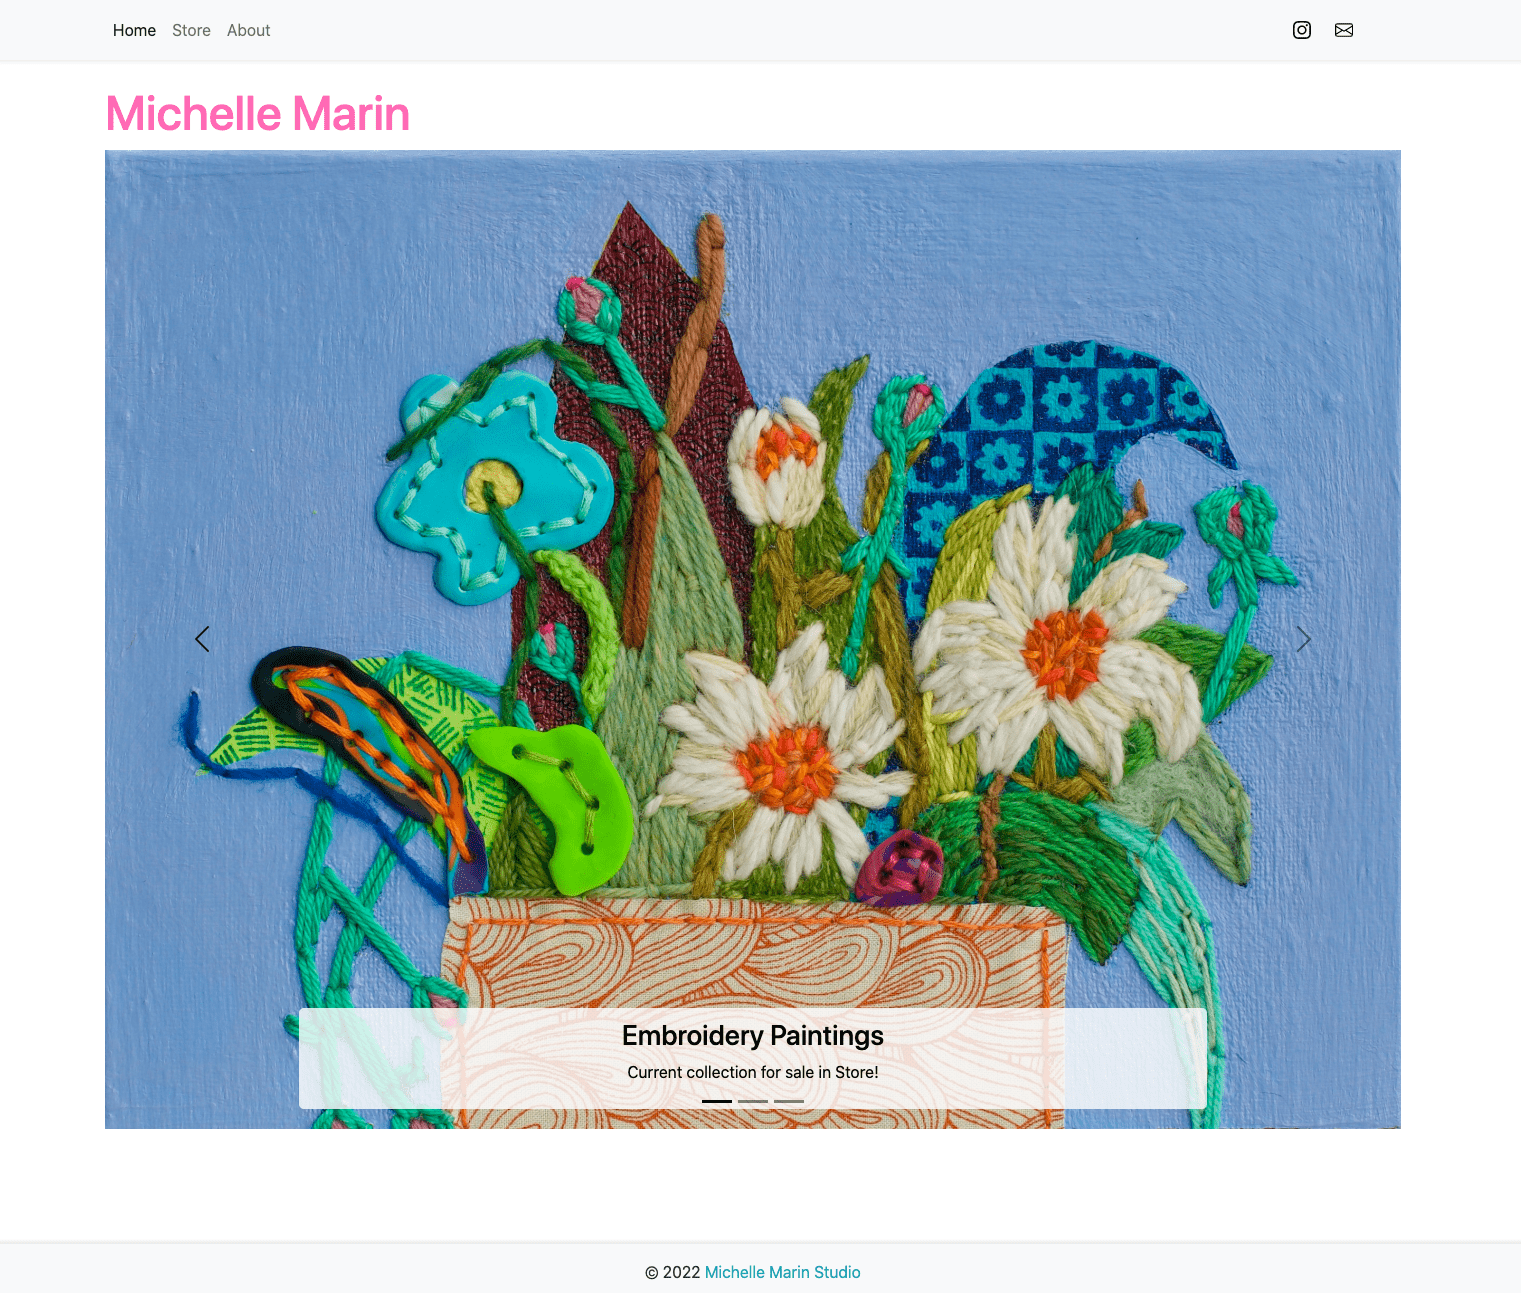 Home Store About
Michelle Marin
Embroidery Paintings
Current collection for sale in Store!
© 2022 Michelle Marin Studio